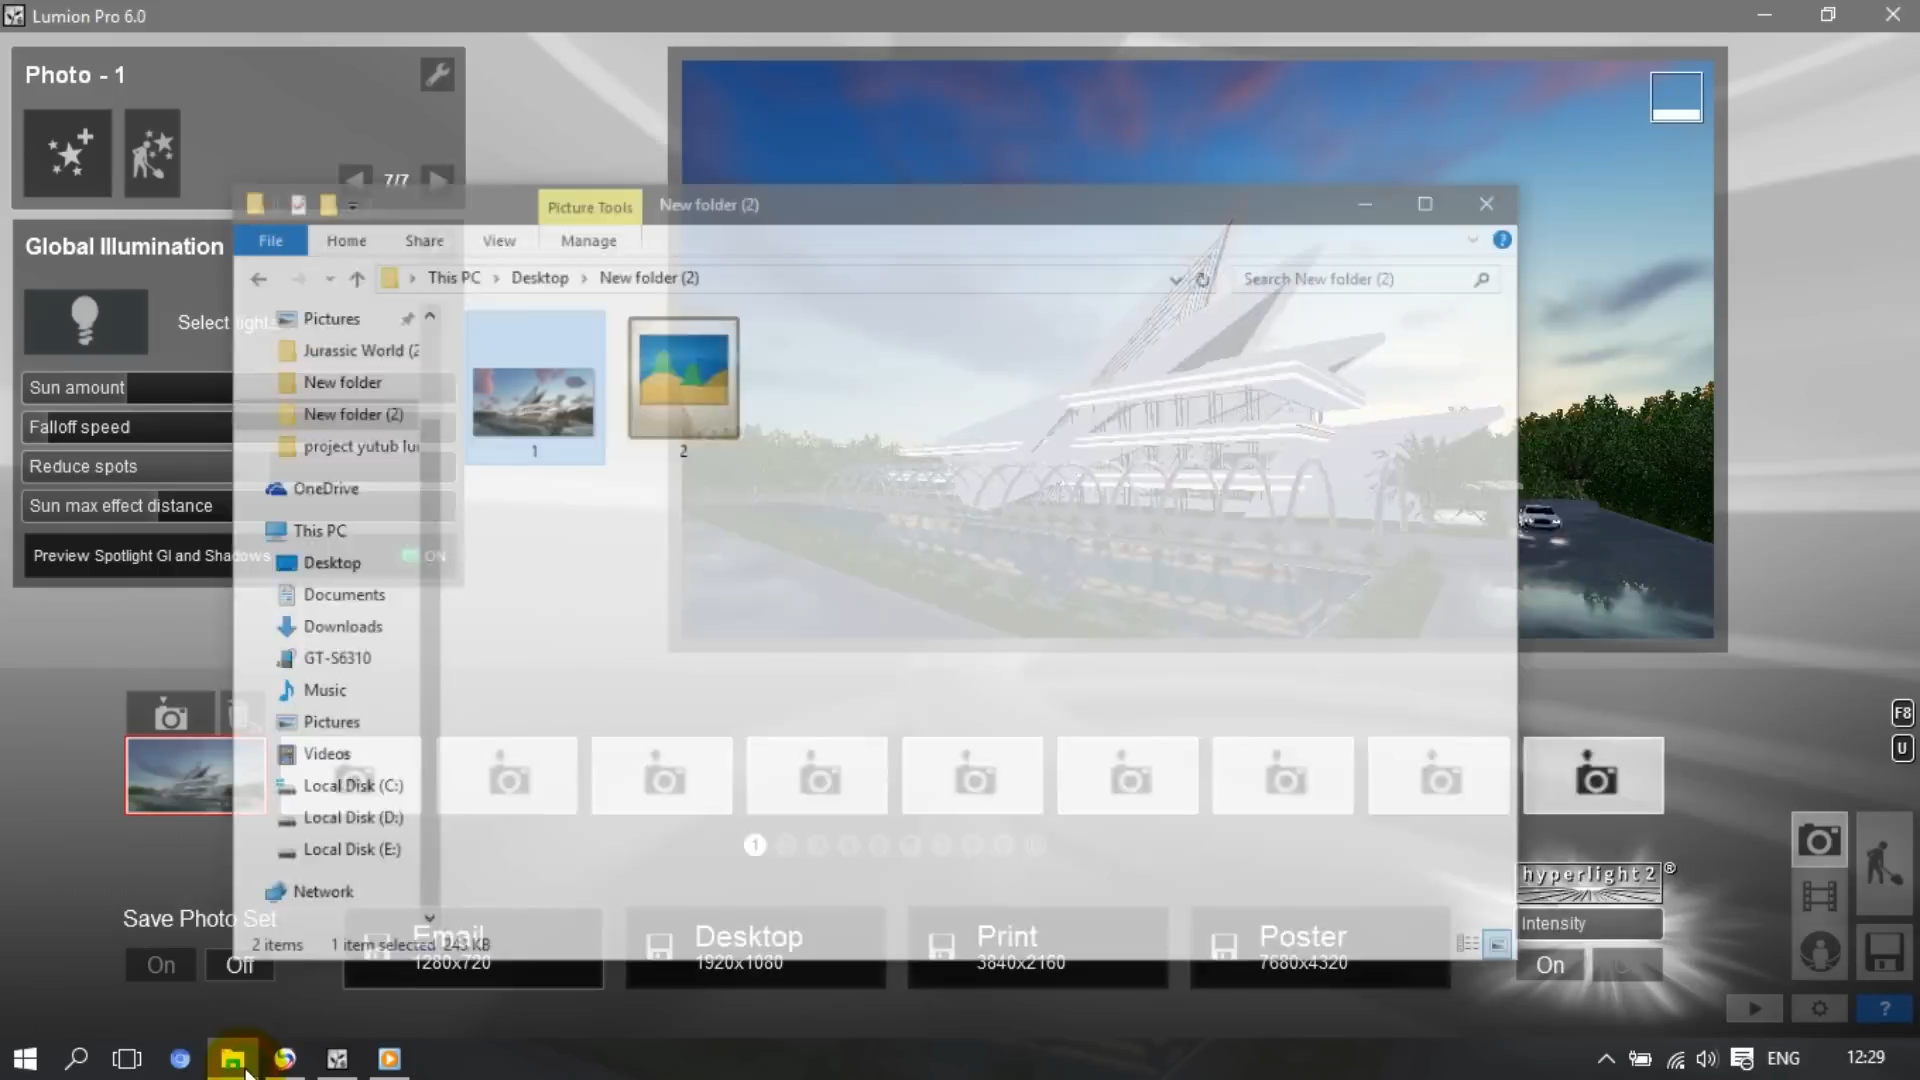 Lumion Pro 6.0
Photo - 1
7/7
Global Illumination
Select lights
Sun amount
Falloff speed
Reduce spots
Sun max effect distance
Preview Spotlight GI and Shadows
ON
Picture Tools
New folder (2)
File
Home
Share
View
Manage
This PC
Desktop
New folder (2)
Search New folder (2)
Pictures
Jurassic World (2
New folder
New folder (2)
project yutub lu
OneDrive
This PC
Desktop
Documents
Downloads
GT-S6310
Music
Pictures
Videos
Local Disk (C:)
Local Disk (D:)
Local Disk (E:)
Network
1
2
2 items
1 item selected 243 KB
F8
U
1
hyperlight 2 ®
Intensity
On
Save Photo Set
On
Off
Email
1280x720
Desktop
1920x1080
Print
3840x2160
Poster
7680x4320
?
ENG
12:29